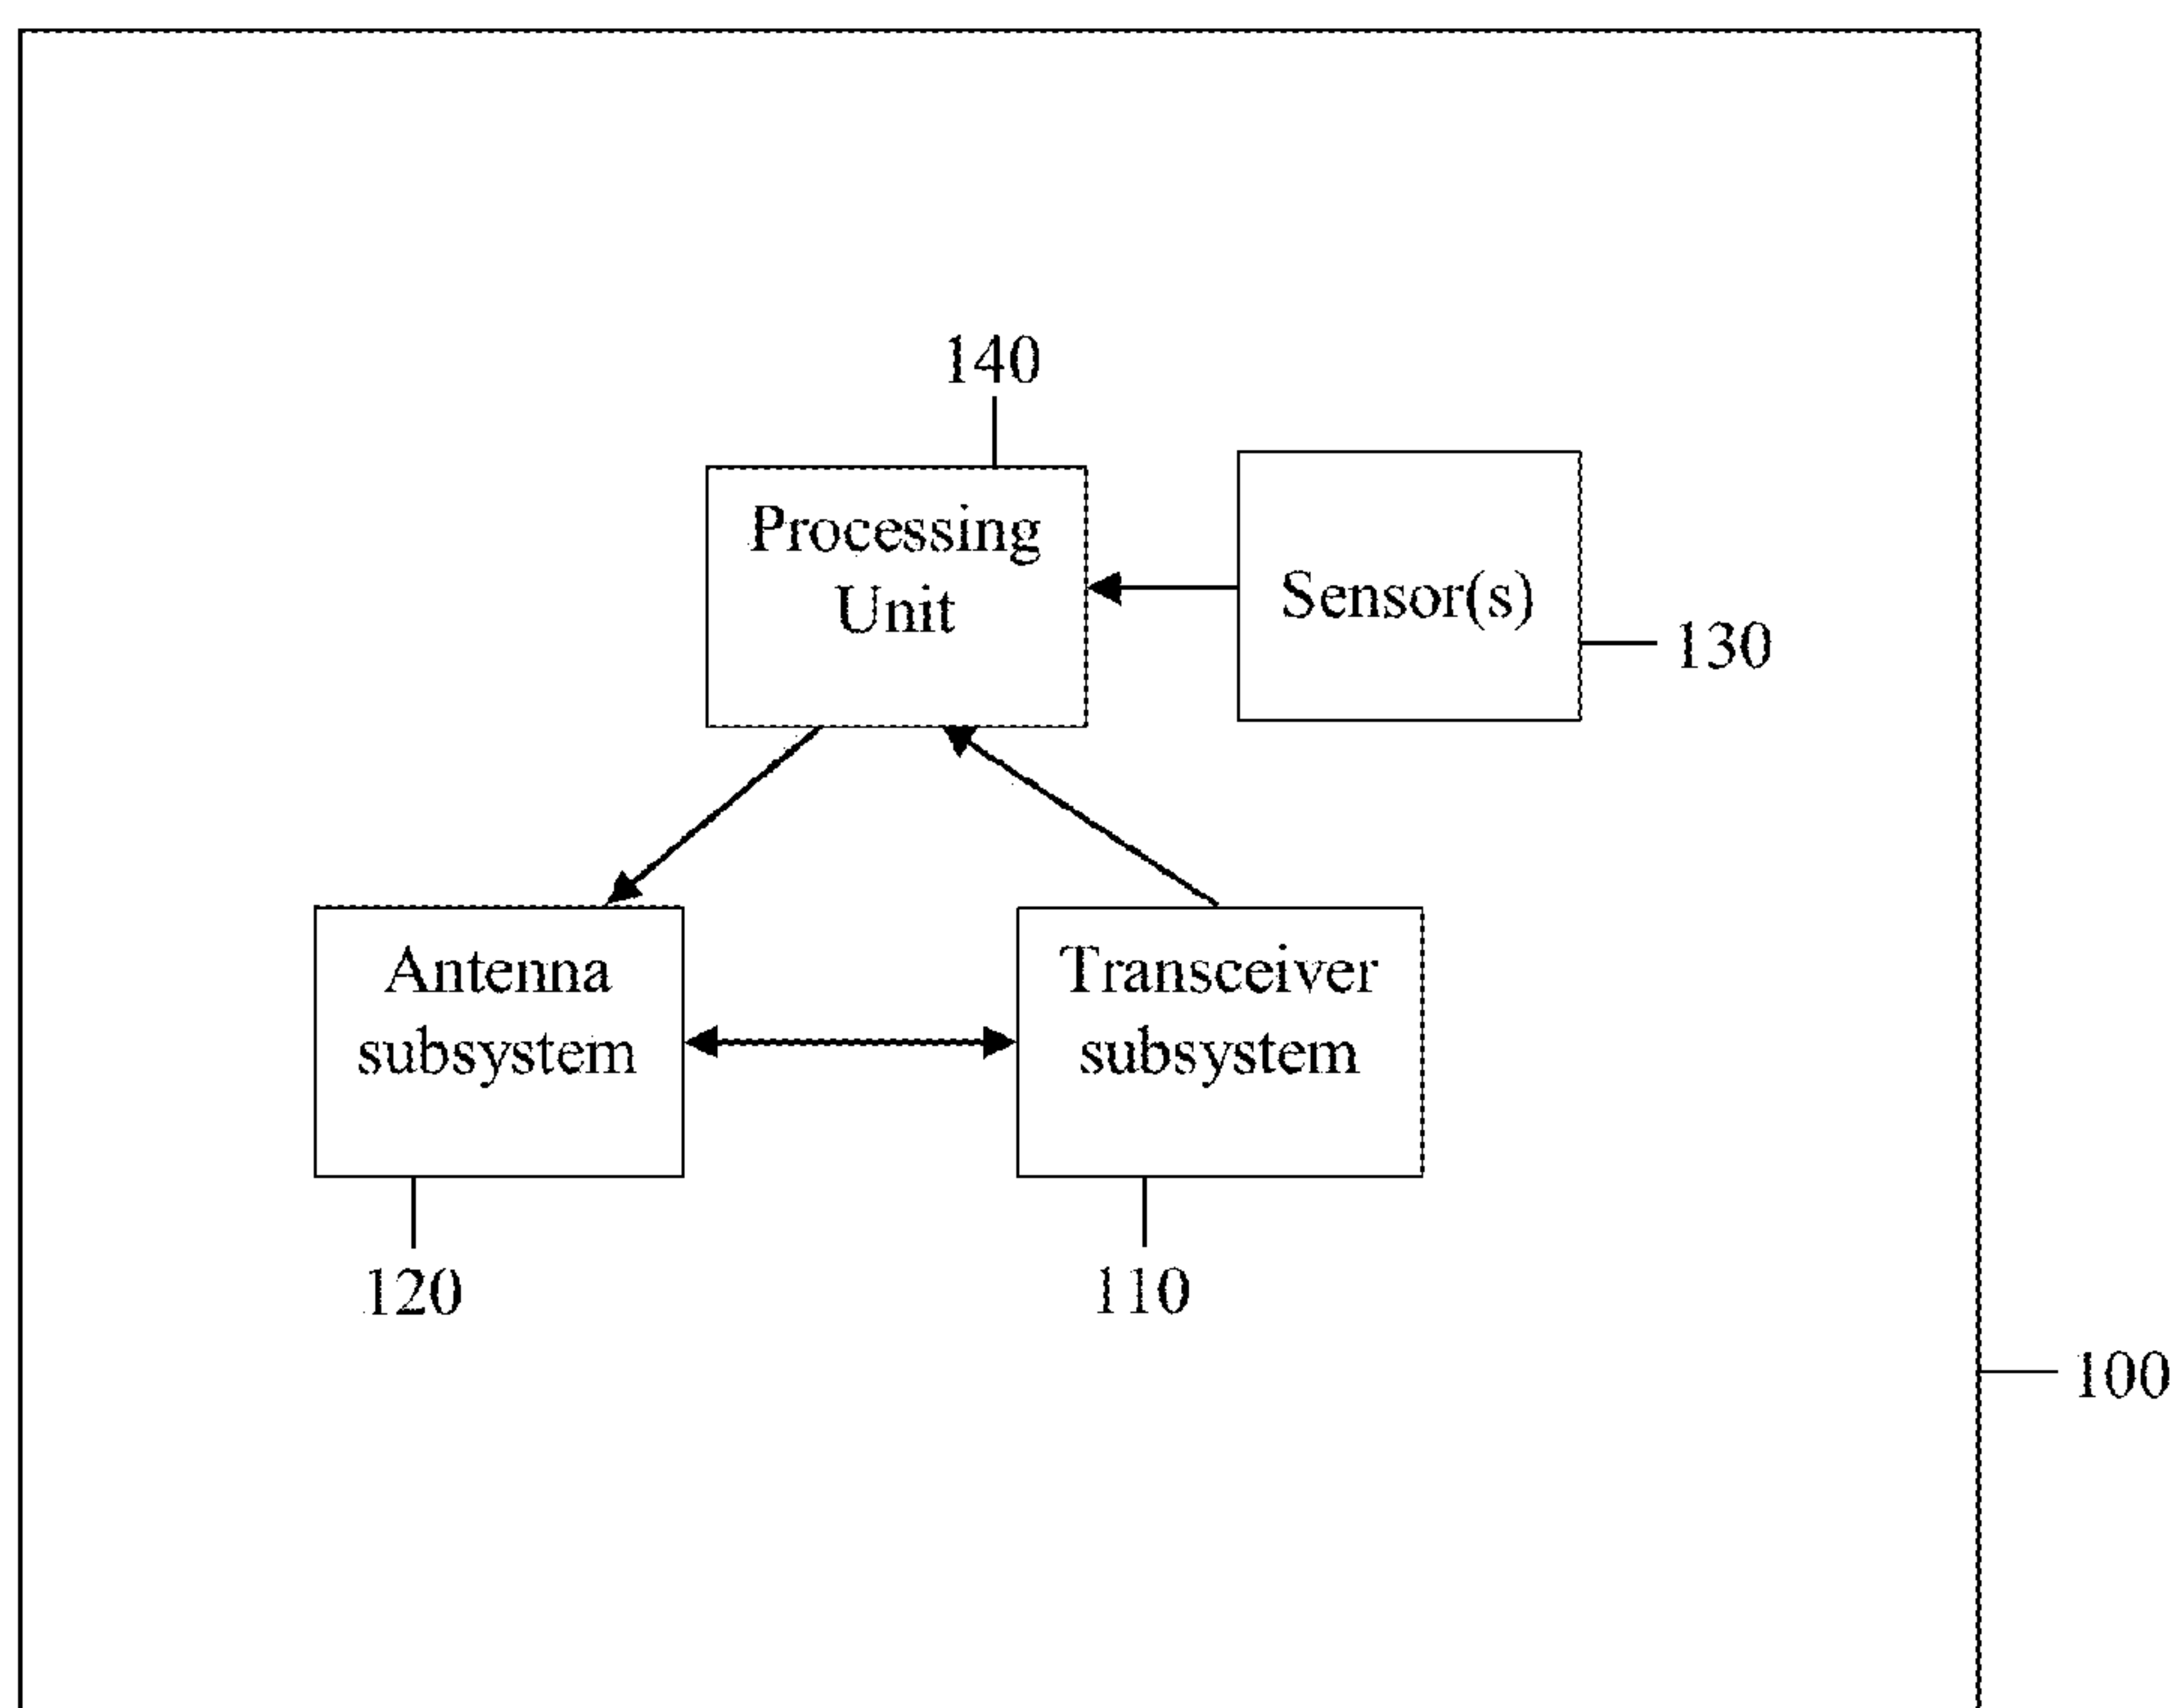 140
Processing
Unit
Sensor(s)
130
Antenna
subsystem
Transceiver
subsystem
120
110
100